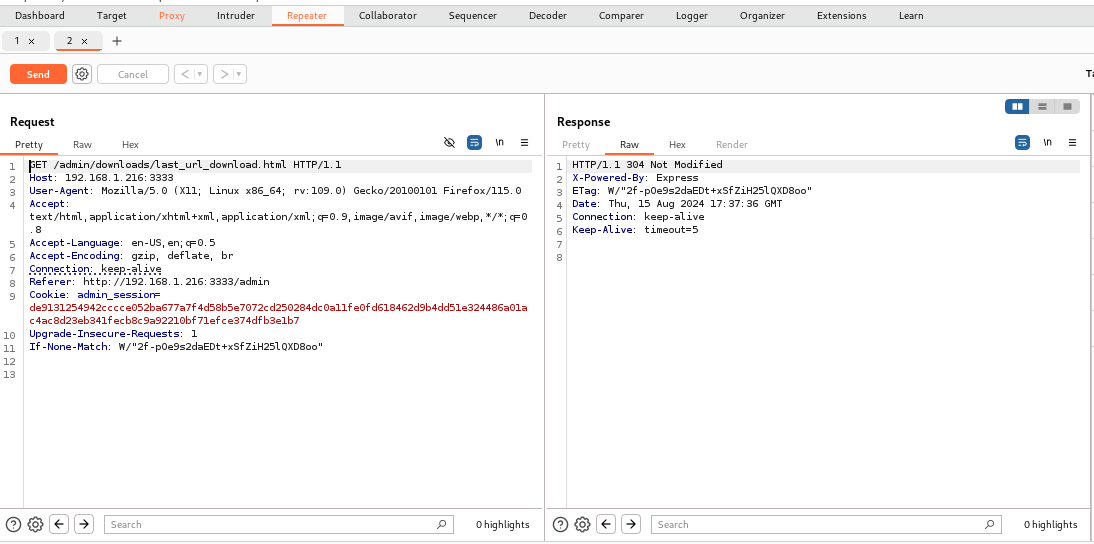 Dashboard Target Proxy Intruder Repeater Collaborator Sequencer Decoder Comparer Logger Organizer Extensions Learn
1 × 2 × +
Send Cancel < >
Request
Pretty Raw Hex \n
1 GET /admin/downloads/last_url_download.html HTTP/1.1
2 Host: 192.168.1.216:3333
3 User-Agent: Mozilla/5.0 (X11; Linux x86_64; rv:109.0) Gecko/20100101 Firefox/115.0
4 Accept:
text/html,application/xhtml+xml,application/xml;q=0.9,image/avif,image/webp,*/*;q=0
.8
5 Accept-Language: en-US,en;q=0.5
6 Accept-Encoding: gzip, deflate, br
7 Connection: keep-alive
8 Referer: http://192.168.1.216:3333/admin
9 Cookie: admin_session=
de9131254942cccce052ba677a7f4d58b5e7072cd250284dc0a11fe0fd618462d9b4dd51e324486a01a
c4ac8d23eb341fecb8c9a92210bf71efce374dfb3e1b7
10 Upgrade-Insecure-Requests: 1
11 If-None-Match: W/"2f-pOe9s2daEDt+xSfZiH25lQXD8oo"
12
13
Search 0 highlights
Response
Pretty Raw Hex Render \n
1 HTTP/1.1 304 Not Modified
2 X-Powered-By: Express
3 ETag: W/"2f-pOe9s2daEDt+xSfZiH25lQXD8oo"
4 Date: Thu, 15 Aug 2024 17:37:36 GMT
5 Connection: keep-alive
6 Keep-Alive: timeout=5
7
8
Search 0 highlights